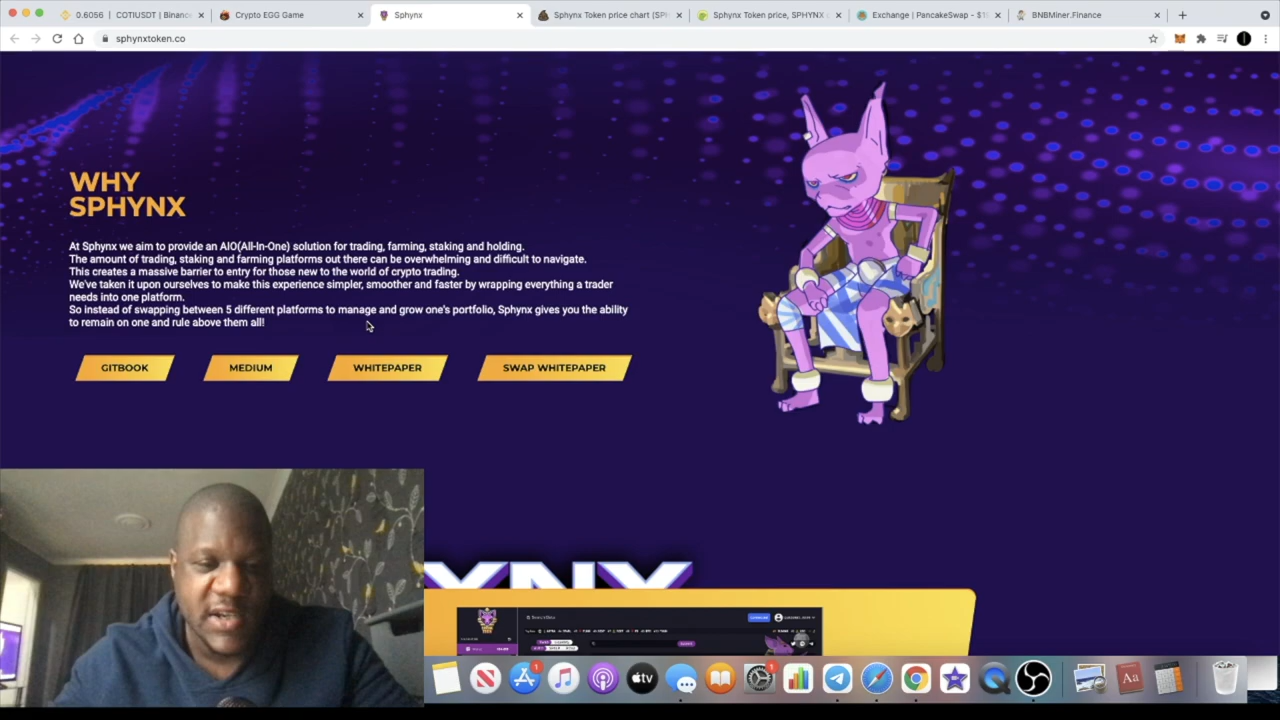 0.6056 | COTIUSDT | Binanc
Crypto EGG Game
Sphynx
Sphynx Token price chart (SPH
Sphynx Token price, SPHYNX
Exchange | PancakeSwap - $1
BNBMiner.Finance
sphynxtoken.co
WHY
SPHYNX
At Sphynx we aim to provide an AIO(All-In-One) solution for trading, farming, staking and holding.
The amount of trading, staking and farming platforms out there can be overwhelming and difficult to navigate.
This creates a massive barrier to entry for those new to the world of crypto trading.
We've taken it upon ourselves to make this experience simpler, smoother and faster by wrapping everything a trader
needs into one platform.
So instead of swapping between 5 different platforms to manage and grow one's portfolio, Sphynx gives you the ability
to remain on one and rule above them all!
GITBOOK
MEDIUM
WHITEPAPER
SWAP WHITEPAPER
YNX
1
tv
1
Aa